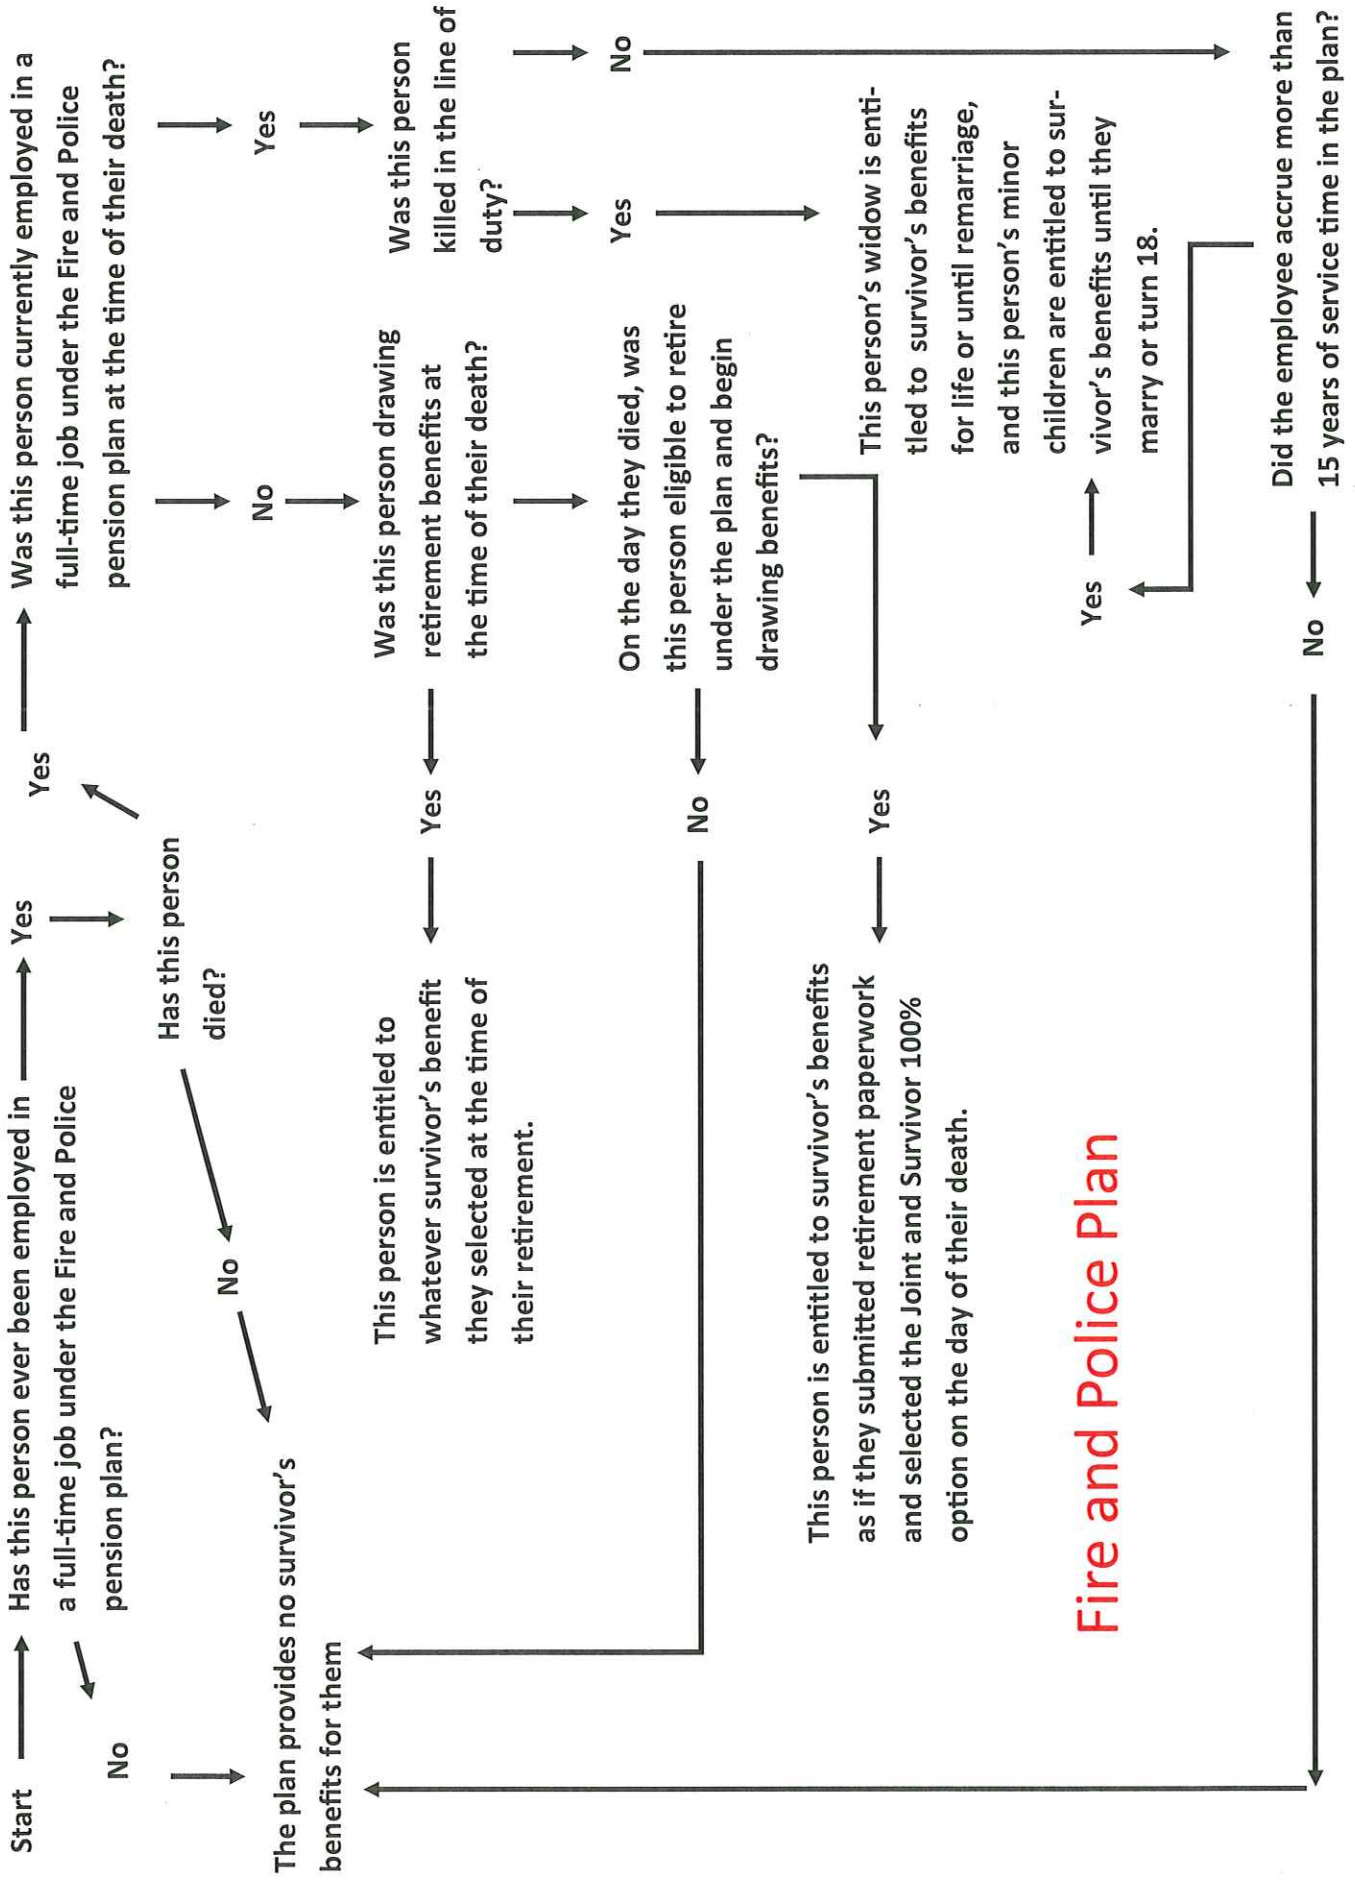 Start
Has this person ever been employed in
a full-time job under the Fire and Police
pension plan?
Yes
No
Has this person
died?
Yes
No
The plan provides no survivor's
benefits for them
Was this person currently employed in a
full-time job under the Fire and Police
pension plan at the time of their death?
No
Yes
Was this person drawing
retirement benefits at
the time of their death?
Yes
This person is entitled to
whatever survivor's benefit
they selected at the time of
their retirement.
Was this person
killed in the line of
duty?
Yes
No
On the day they died, was
this person eligible to retire
under the plan and begin
drawing benefits?
No
Yes
This person is entitled to survivor's benefits
as if they submitted retirement paperwork
and selected the Joint and Survivor 100%
option on the day of their death.
This person's widow is enti-
tled to survivor's benefits
for life or until remarriage,
and this person's minor
children are entitled to sur-
vivor's benefits until they
marry or turn 18.
Yes
Did the employee accrue more than
15 years of service time in the plan?
No
Fire and Police Plan